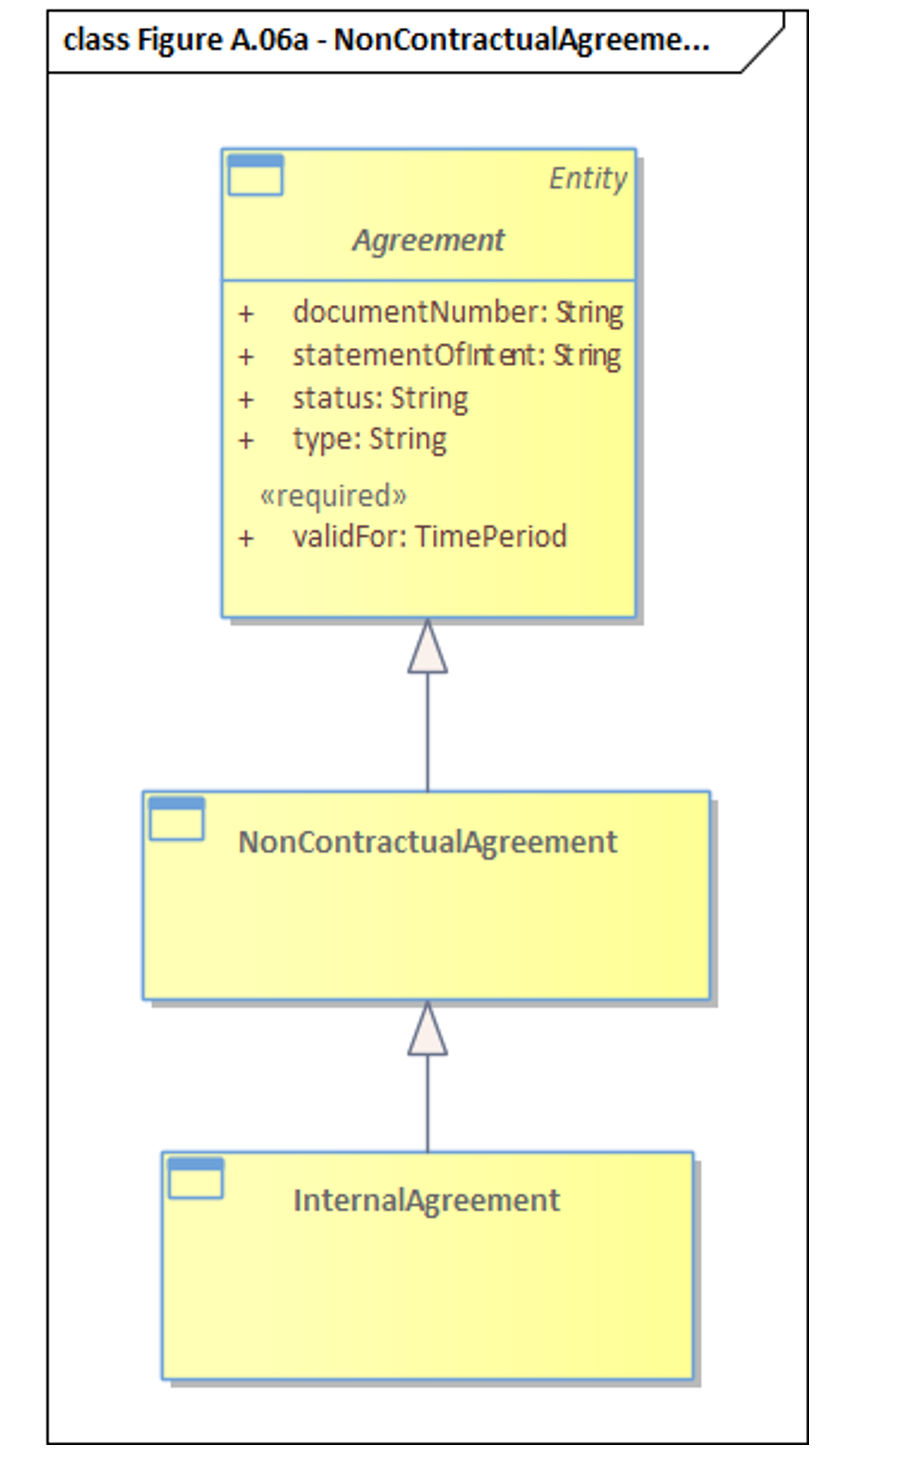 class Figure A.06a - NonContractualAgreeme...
Entity
Agreement
+ documentNumber: String
+ statementOfIntent: String
+ status: String
+ type: String
«required»
+ validFor: TimePeriod
NonContractualAgreement
InternalAgreement